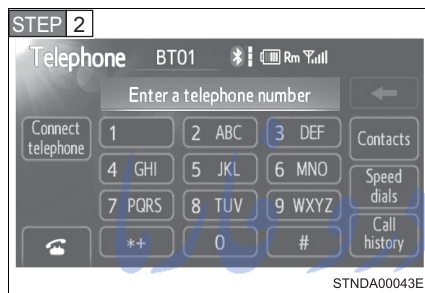 STEP 2
Telephone BT01 Rm
Enter a telephone number
Connect telephone
1
2 ABC
3 DEF
Contacts
4 GHI
5 JKL
6 MNO
Speed dials
7 PQRS
8 TUV
9 WXYZ
Call history
*+
0
#
STNDA00043E